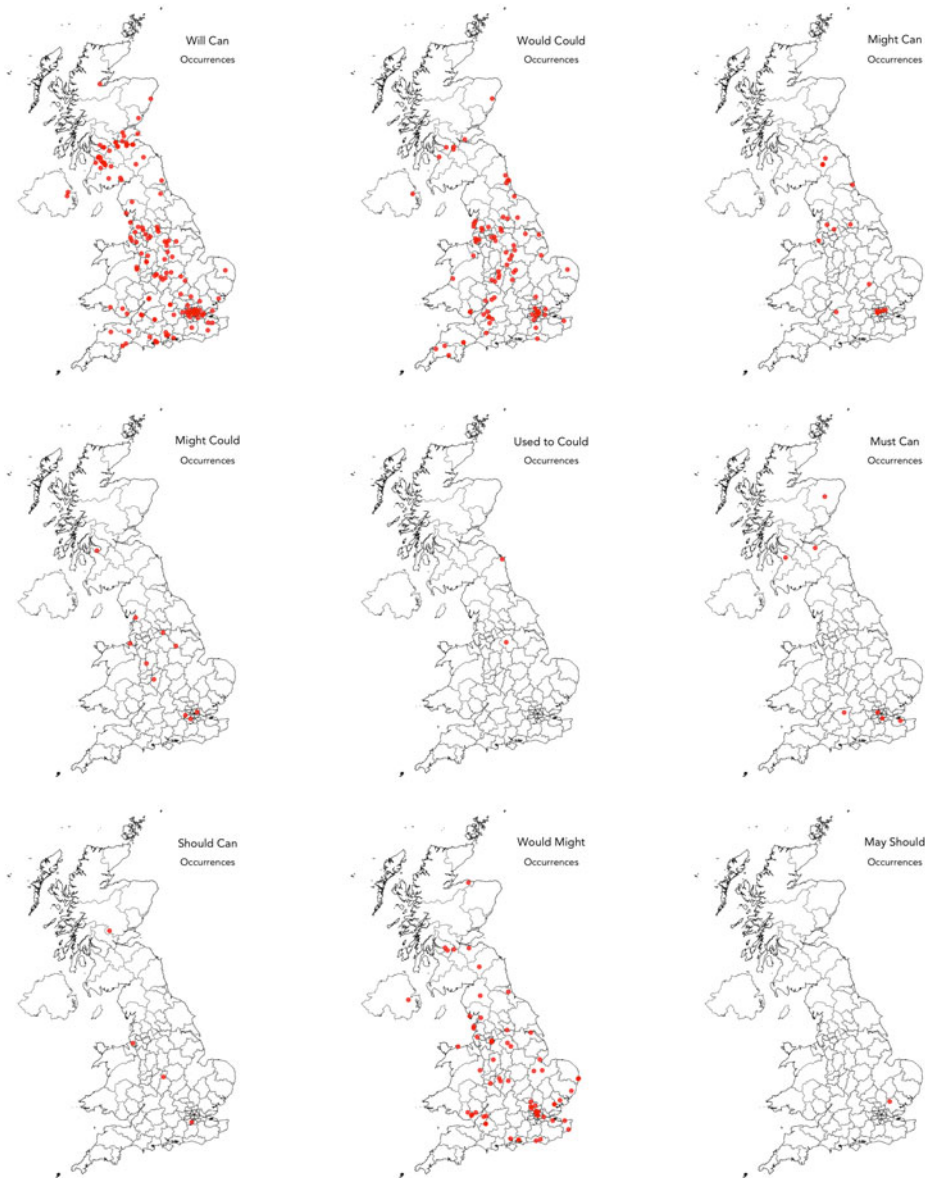 Will Can
Occurrences
Would Could
Occurrences
Might Can
Occurrences
Might Could
Occurrences
Used to Could
Occurrences
Must Can
Occurrences
Should Can
Occurrences
Would Might
Occurrences
May Should
Occurrences